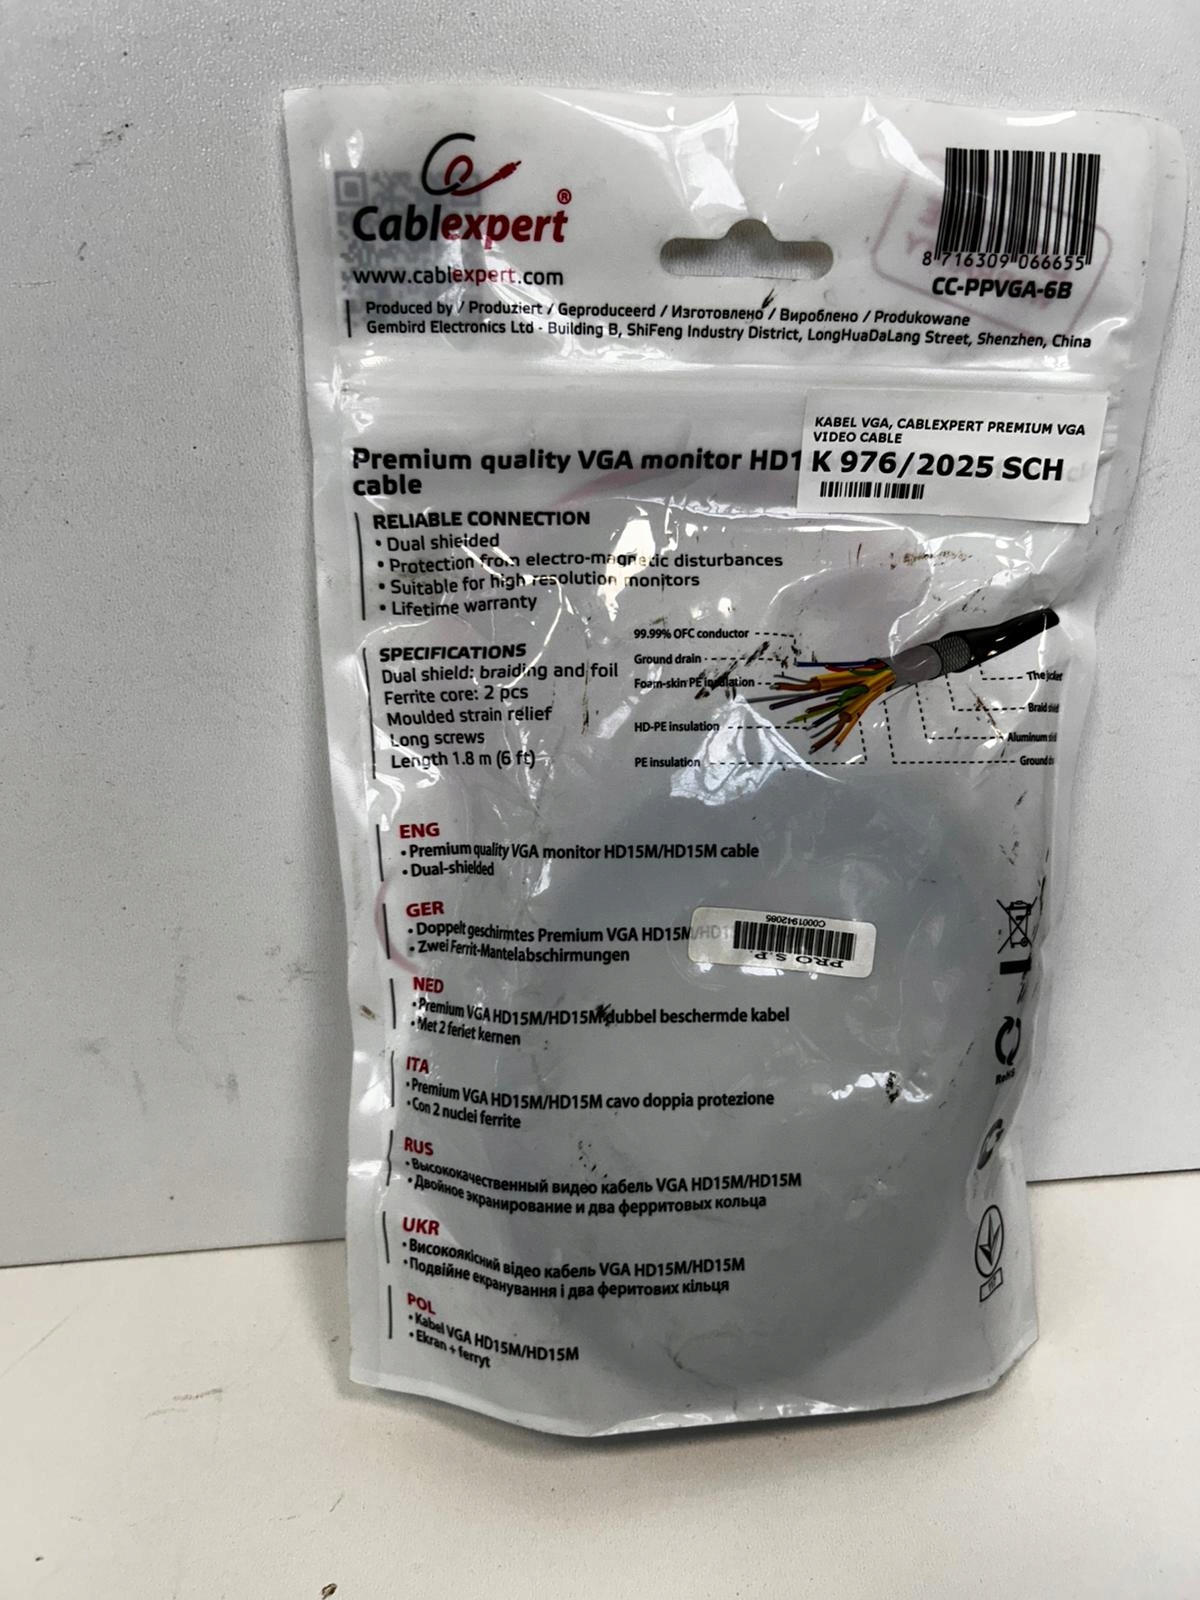 Cablexpert®
www.cablexpert.com
Produced by / Produziert / Geproduceerd / Изготовлено / Вироблено / Produkowane
Gembird Electronics Ltd - Building B, ShiFeng Industry District, LongHuaDaLang Street, Shenzhen, China
8 716309 066655
CC-PPVGA-6B
KABEL VGA, CABLEXPERT PREMIUM VGA
VIDEO CABLE
K 976/2025 SCH
Premium quality VGA monitor HD1
cable
RELIABLE CONNECTION
• Dual shielded
• Protection from electro-magnetic disturbances
• Suitable for high resolution monitors
• Lifetime warranty
SPECIFICATIONS
Dual shield: braiding and foil
Ferrite core: 2 pcs
Moulded strain relief
Long screws
Length 1.8 m (6 ft)
99.99% OFC conductor
Ground drain
Foam-skin PE insulation
HD-PE insulation
PE insulation
The jacket
Braid
Aluminum
Ground
ENG
• Premium quality VGA monitor HD15M/HD15M cable
• Dual-shielded
GER
• Doppelt geschirmtes Premium VGA HD15M/HD1
• Zwei Ferrit-Mantelabschirmungen
C0001942085
PRO S.P.
NED
• Premium VGA HD15M/HD15M dubbel beschermde kabel
• Met 2 feriet kernen
ITA
• Premium VGA HD15M/HD15M cavo doppia protezione
• Con 2 nuclei ferrite
RUS
• Высококачественный видео кабель VGA HD15M/HD15M
• Двойное экранирование и два ферритовых кольца
UKR
• Високоякісний відео кабель VGA HD15M/HD15M
• Подвійне екранування і два феритових кільця
POL
• Kabel VGA HD15M/HD15M
• Ekran + ferryt
RoHS